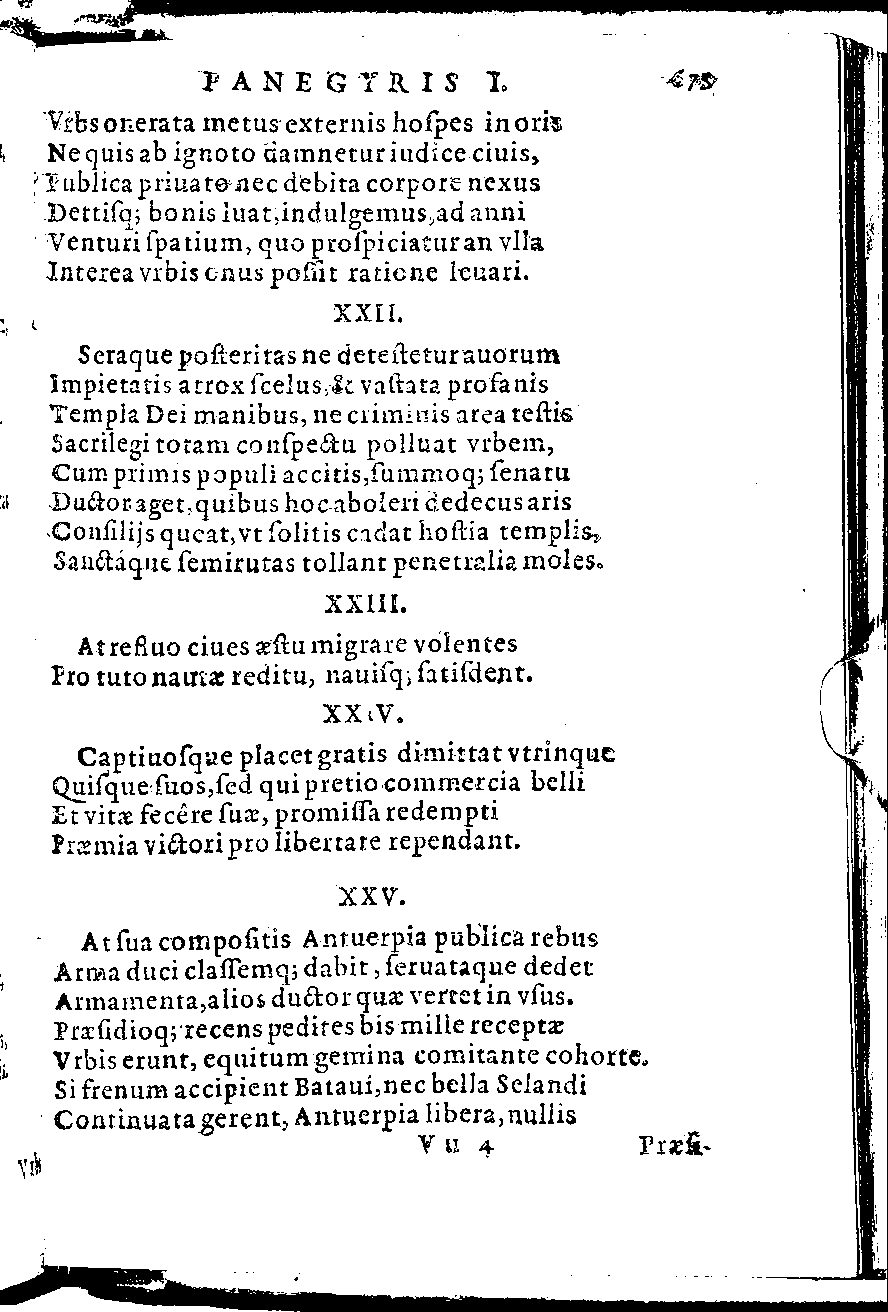 PANEGYRIS I. 675
Vrbs onerata metus externis hoſpes in oris
Ne quis ab ignoto damnetur iudice ciuis,
Publica priuato nec debita corpore nexus
Dettiſq; bonis luat, indulgemus, ad anni
Venturi ſpatium, quo proſpiciatur an vlla
Interea vrbis onus poſſit ratione leuari.
XXII.
Seraque poſteritas ne deteſtetur auorum
Impietatis atrox ſcelus, & vaſtata profanis
Templa Dei manibus, ne criminis area teſtis
Sacrilegi totam conſpectu polluat vrbem,
Cum primis populi accitis, ſummoq; ſenatu
Ductor aget, quibus hoc aboleri dedecus aris
Conſilijs queat, vt ſolitis cadat hoſtia templis,
Sanctáque ſemirutas tollant penetralia moles.
XXIII.
At refluo ciues æſtu migrare volentes
Pro tuto nautæ reditu, nauiſq; ſatiſdent.
XXIV.
Captiuoſque placet gratis dimittat vtrinque
Quiſque ſuos, ſed qui pretio commercia belli
Et vitæ fecêre ſuæ, promiſſa redempti
Præmia victori pro libertate rependant.
XXV.
At ſua compoſitis Antuerpia publica rebus
Arma duci claſſemq; dabit, ſeruataque dedet
Armamenta, alios ductor quæ vertet in vſus.
Præſidioq; recens pedites bis mille receptæ
Vrbis erunt, equitum gemina comitante cohorte.
Si frenum accipient Bataui, nec bella Selandi
Continuata gerent, Antuerpia libera, nullis
V u 4 Præſi-